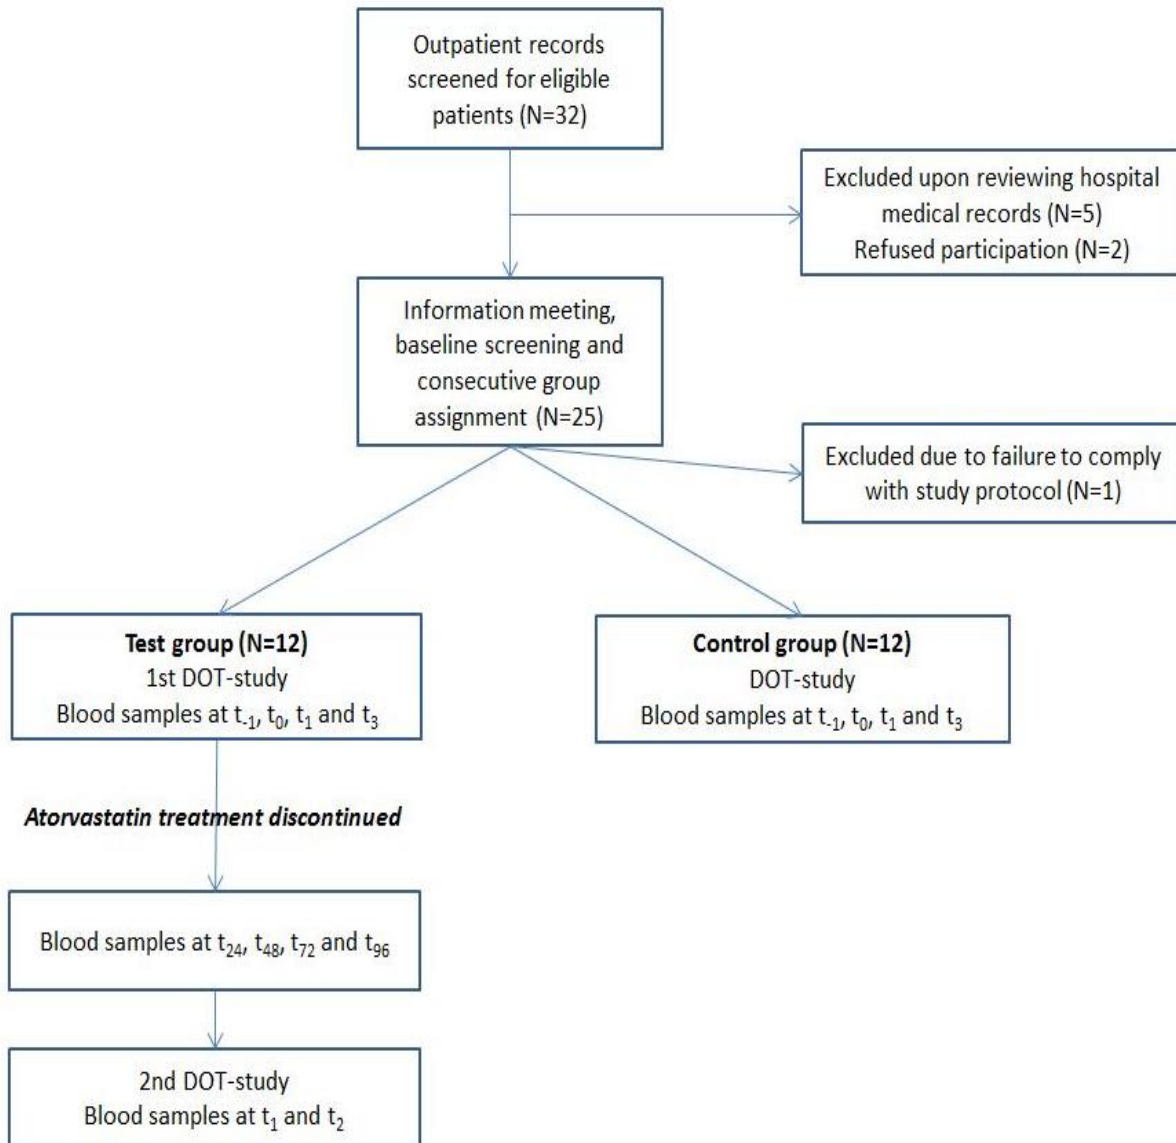 Outpatient records
screened for eligible
patients (N=32)
Excluded upon reviewing hospital
medical records (N=5)
Refused participation (N=2)
Information meeting,
baseline screening and
consecutive group
assignment (N=25)
Excluded due to failure to comply
with study protocol (N=1)
Test group (N=12)
1st DOT-study
Blood samples at t₋₁, t₀, t₁ and t₃
Control group (N=12)
DOT-study
Blood samples at t₋₁, t₀, t₁ and t₃
Atorvastatin treatment discontinued
Blood samples at t₂₄, t₄₈, t₇₂ and t₉₆
2nd DOT-study
Blood samples at t₁ and t₂